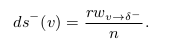 $ds^{-}(v) = \frac{rw_{v \to \delta^{-}}}{n}.$